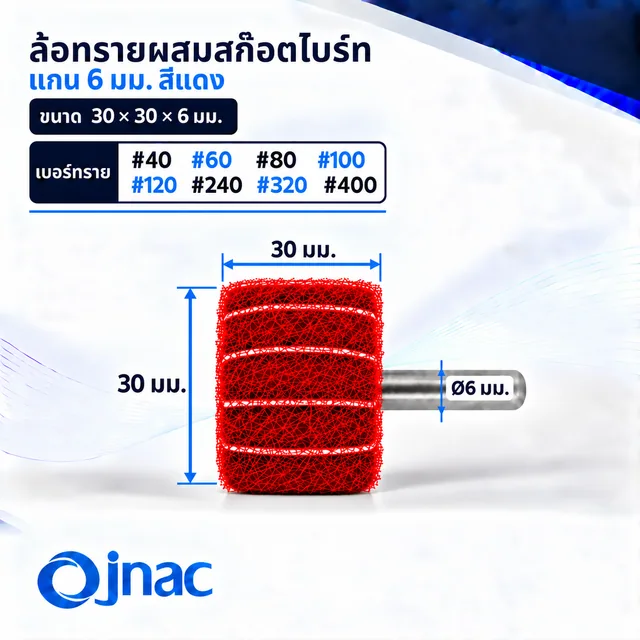 ล้อทรายผสมสก๊อตไบร์ท
แกน 6 มม. สีแดง
ขนาด 30 × 30 × 6 มม.
เบอร์ทราย
#40 #60 #80 #100
#120 #240 #320 #400
30 มม.
30 มม.
Ø6 มม.
jnac